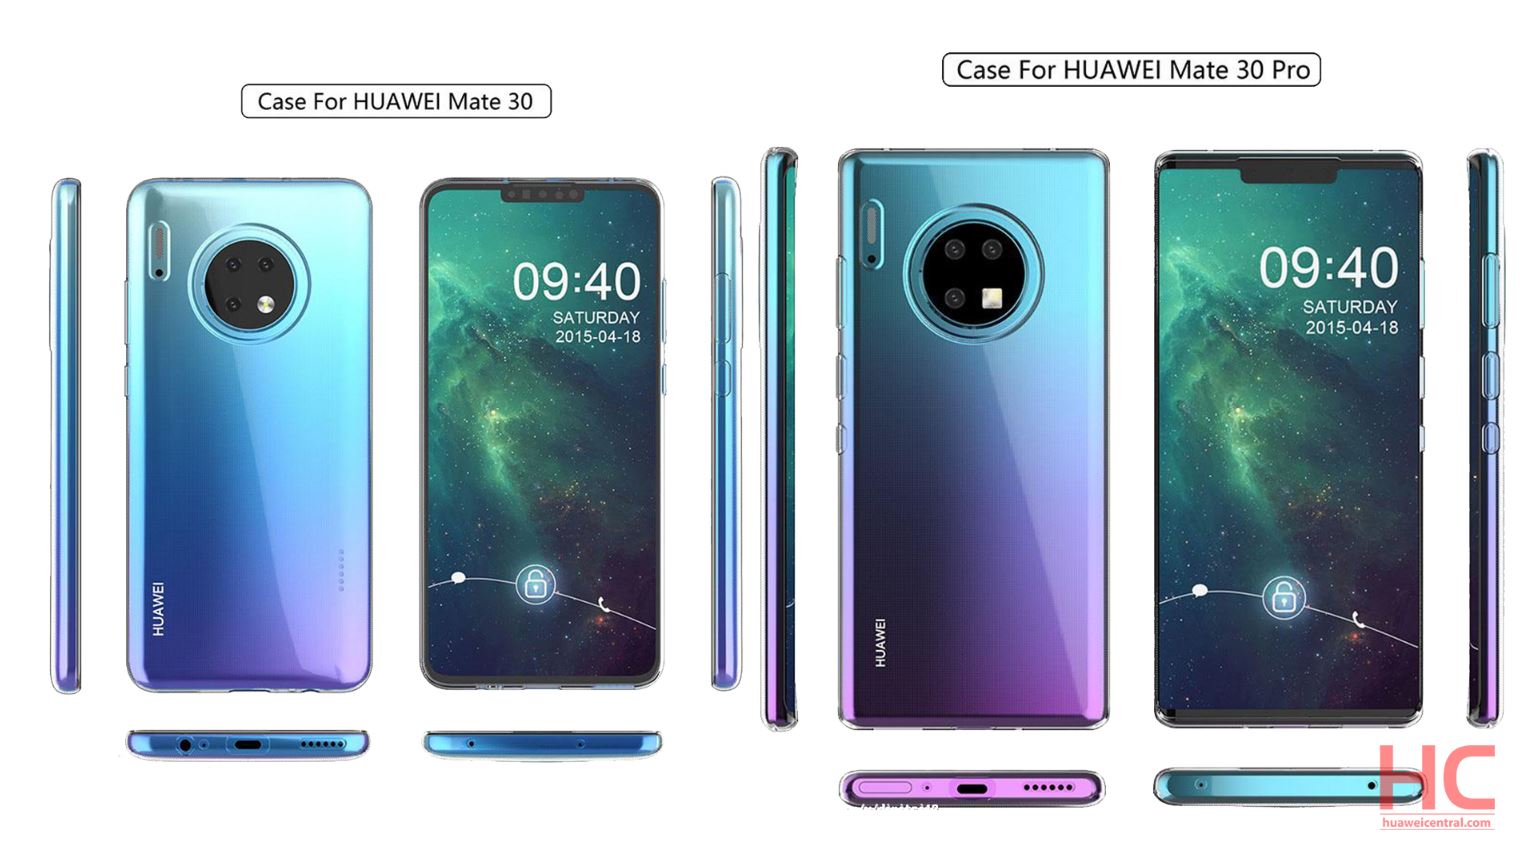 Case For HUAWEI Mate 30
Case For HUAWEI Mate 30 Pro
09:40
SATURDAY
2015-04-18
HUAWEI
09:40
SATURDAY
2015-04-18
HUAWEI
HC
huaweicentral.com